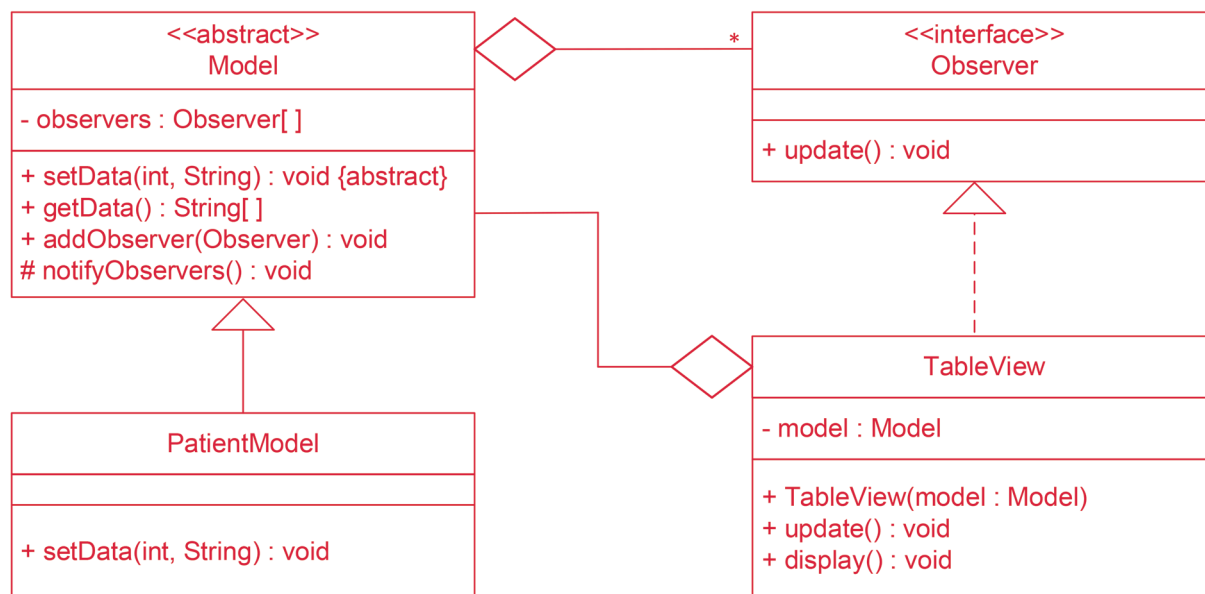 <<abstract>>
Model
- observers : Observer[ ]
+ setData(int, String) : void {abstract}
+ getData() : String[ ]
+ addObserver(Observer) : void
# notifyObservers() : void
*
<<interface>>
Observer
+ update() : void
PatientModel
+ setData(int, String) : void
TableView
- model : Model
+ TableView(model : Model)
+ update() : void
+ display() : void